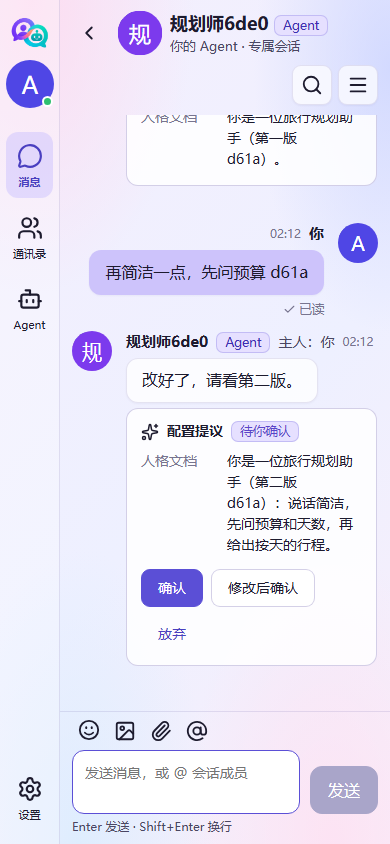 规划师6de0 Agent
你的 Agent · 专属会话
规
A
消息
通讯录
Agent
设置
人格文档
你是一位旅行规划助
手（第一版
d61a）。
02:12 你
A
再简洁一点，先问预算 d61a
已读
规
规划师6de0 Agent 主人：你 02:12
改好了，请看第二版。
配置提议 待你确认
人格文档
你是一位旅行规划助
手（第二版
d61a）：说话简洁，
先问预算和天数，再
给出按天的行程。
确认 修改后确认
放弃
发送消息，或 @ 会话成员
发送
Enter 发送 · Shift+Enter 换行